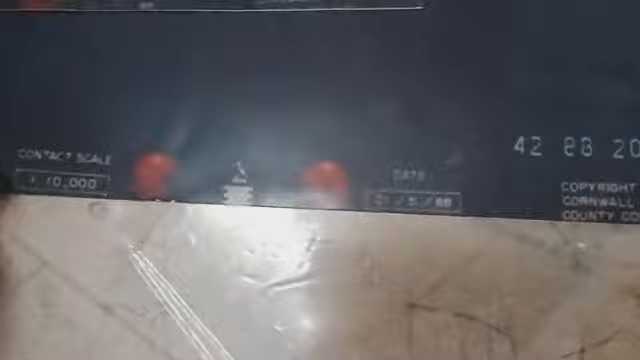 CONTACT SCALE
1 / 10,000
DATE:
42 88 20
COPYRIGHT
CORNWALL
COUNTY CO